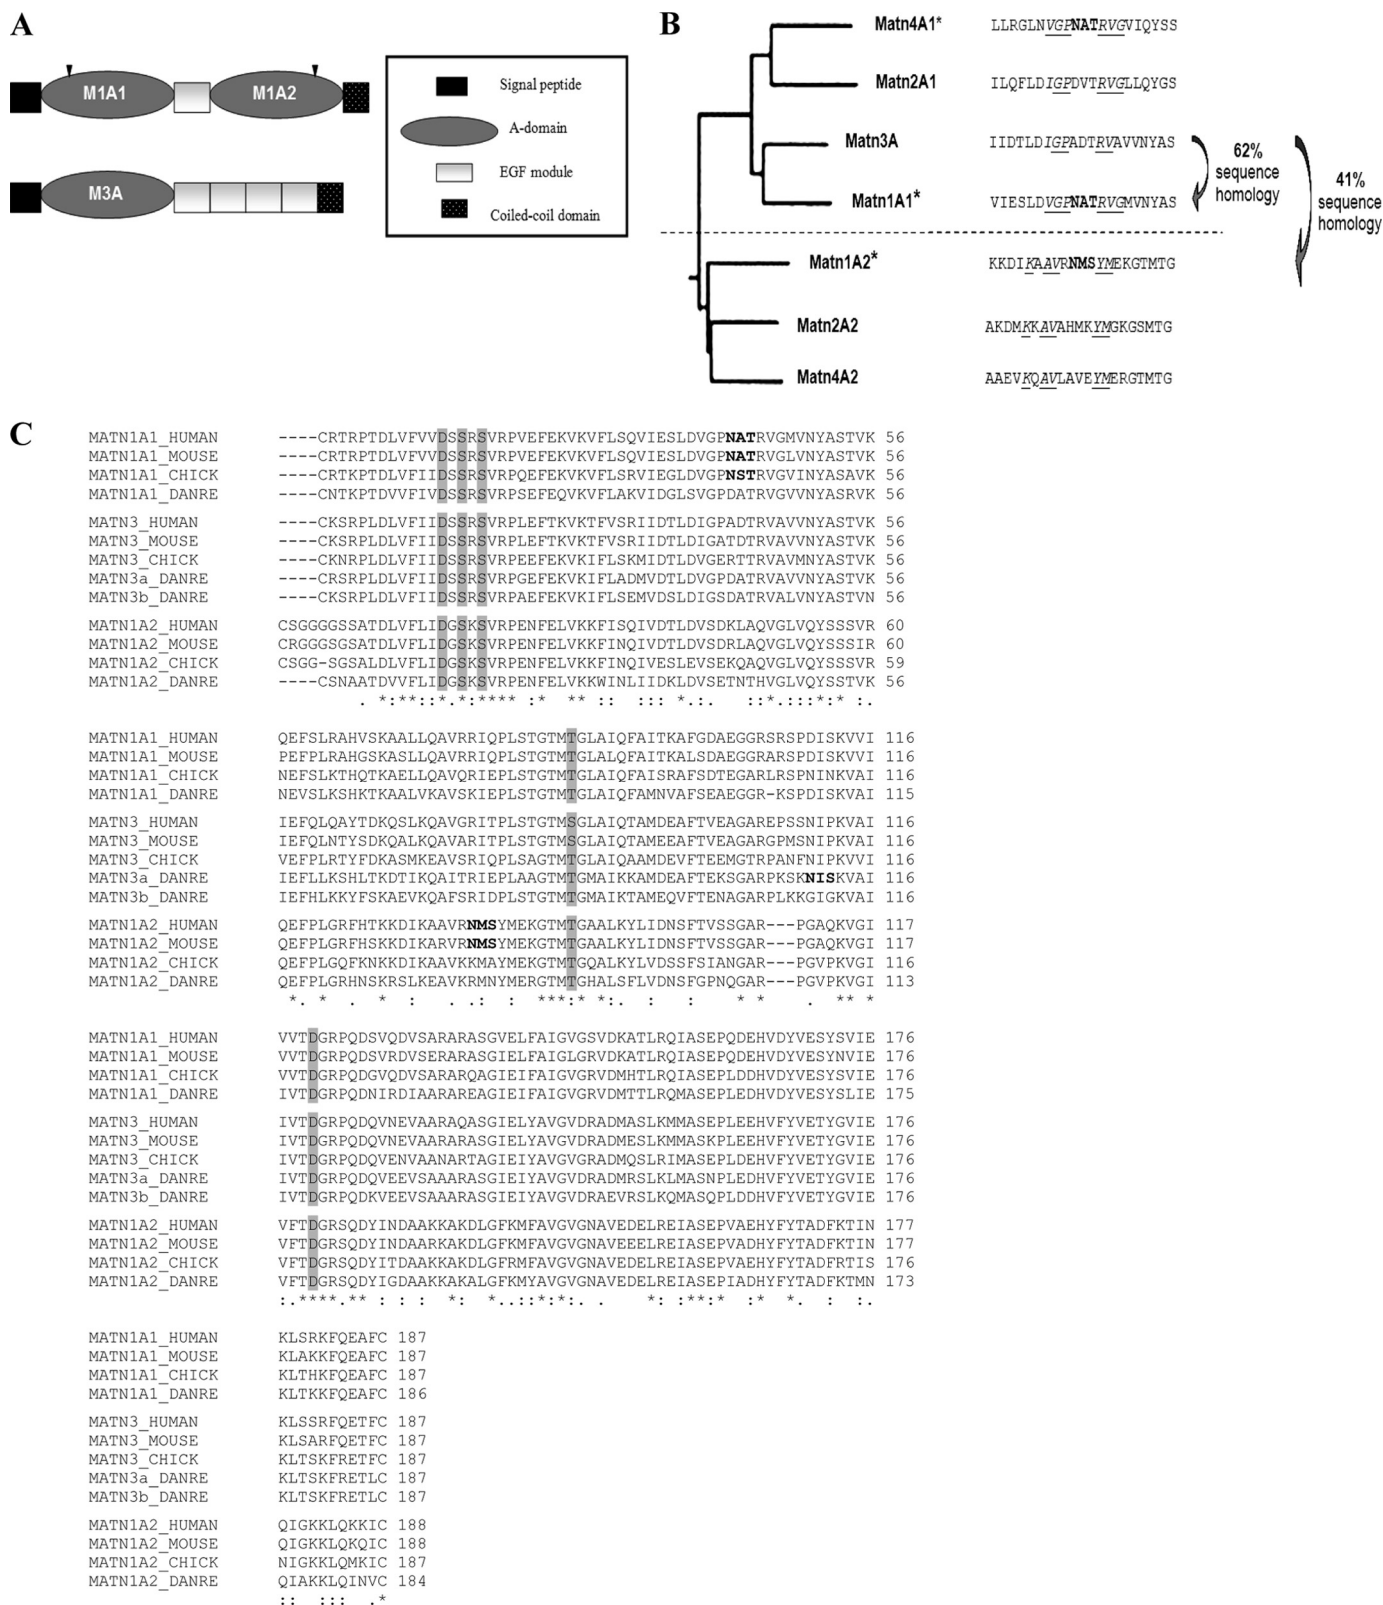 A
M1A1
M1A2
M3A
Signal peptide
A-domain
EGF module
Coiled-coil domain
B
Matn4A1* LLRGLNVGPNATRVGVIQYSS
Matn2A1 ILQFLDIGPDVTRVGLLQYGS
Matn3A IIDTLDIGPADTRVAVVNYAS
Matn1A1* VIESLDVGPNATRVGMVNYAS
62%
sequence
homology
41%
sequence
homology
Matn1A2* KKDIKAAVRNMSYMEKGTMTG
Matn2A2 AKDMKKAVAHMKYMGKGSMTG
Matn4A2 AAEVKQAVLAVEYMERGTMTG
C
MATN1A1_HUMAN ----CRTRPTDLVFVVDSSRSVRPVEFEKVKVFLSQVIESLDVGPNATRVGMVNYASTVK 56
MATN1A1_MOUSE ----CRTRPTDLVFVVDSSRSVRPVEFEKVKVFLSQVIESLDVGPNATRVGLVNYASTVK 56
MATN1A1_CHICK ----CRTKPTDLVFIIDSSRSVRPQEFEKVKVFLSRVIEGLDVGPNSTRVGVINYASAVK 56
MATN1A1_DANRE ----CNTKPTDVVFIVDSSRSVRPSEFEQVKVFLAKVIDGLSVGPDATRVGVVNYASRVK 56
MATN3_HUMAN ----CKSRPLDLVFIIDSSRSVRPLEFTKVKTFVSRIIDTLDIGPADTRVAVVNYASTVK 56
MATN3_MOUSE ----CKSRPLDLVFIIDSSRSVRPLEFTKVKTFVSRIIDTLDIGATDTRVAVVNYASTVK 56
MATN3_CHICK ----CKNRPLDLVFIIDSSRSVRPEEFEKVKIFLSKMIDTLDVGERTTRVAVMNYASTVK 56
MATN3a_DANRE ----CRSRPLDLVFIIDSSRSVRPGEFEKVKIFLADMVDTLDVGPDATRVAVVNYASTVK 56
MATN3b_DANRE ----CKSRPLDLVFIIDSSRSVRPAEFEKVKIFLSEMVDSLDIGSDATRVALVNYASTVN 56
MATN1A2_HUMAN CSGGGGSSATDLVFLIDGSKSVRPENFELVKKFISQIVDTLDVSDKLAQVGLVQYSSSVR 60
MATN1A2_MOUSE CRGGGSGSATDLVFLIDGSKSVRPENFELVKKFINQIVDTLDVSDRLAQVGLVQYSSSIR 60
MATN1A2_CHICK CSGG-SGSALDLVFLIDGSKSVRPENFELVKKFINQIVESLEVSEKQAQVGLVQYSSSVR 59
MATN1A2_DANRE ----CSNAATDVVFLIDGSKSVRPENFELVKKWINLIIDKLDVSETNTHVGLVQYSSTVK 56
. *:**::*.*:**** :* ** :: ::: *.:. ::*.:::*:* :.
MATN1A1_HUMAN QEFSLRAHVSKAALLQAVRRIQPLSTGTMTGLAIQFAITKAFGDAEGGRSRSPDISKVVI 116
MATN1A1_MOUSE PEFPLRAHGSKASLLQAVRRIQPLSTGTMTGLALQFAITKALSDAEGGRARSPDISKVVI 116
MATN1A1_CHICK NEFSLKTHQTKAELLQAVQRIEPLSTGTMTGLAIQFAISRAFSDTEGARLRSPNINKVAI 116
MATN1A1_DANRE NEVSLKSHKTKAALVKAVSKIEPLSTGTMTGLAIQFAMNVAFSEAEGGR-KSPDISKVAI 115
MATN3_HUMAN IEFQLQAYTDKQSLKQAVGRITPLSTGTMSGLAIQTAMDEAFTVEAGAREPSSNIPKVAI 116
MATN3_MOUSE IEFQLNTYSDKQALKQAVARITPLSTGTMSGLAIQTAMEEAFTVEAGARGPMSNIPKVAI 116
MATN3_CHICK VEFPLRTYFDKASMKEAVSRIQPLSAGTMTGLAIQAAMDEVFTEEMGTRPANFNIPKVVI 116
MATN3a_DANRE IEFLLKSHLTKDTIKQAITRIEPLAAGTMTGMAIKKAMDEAFTEKSGARPKSKNISKVAI 116
MATN3b_DANRE IEFHLKKYFSKAEVKQAFSRIDPLSTGTMTGMAIKTAMEQVFTENAGARPLKKGIGKVAI 116
MATN1A2_HUMAN QEFPLGRFHTKKDIKAAVRNMSYMEKGTMTGAALKYLIDNSFTVSSGAR---PGAQKVGI 117
MATN1A2_MOUSE QEFPLGRFHSKKDIKARVRNMSYMEKGTMTGAALKYLIDNSFTVSSGAR---PGAQKVGI 117
MATN1A2_CHICK QEFPLGQFKNKKDIKAAVKKMAYMEKGTMTGQALKYLVDSSFSIANGAR---PGVPKVGI 116
MATN1A2_DANRE QEFPLGRHNSKRSLKEAVKRMNYMERGTMTGHALSFLVDNSFGPNQGAR---PGVPKVGI 113
*. * . * : . .: : ***:* *:. : : * * . ** *
MATN1A1_HUMAN VVTDGRPQDSVQDVSARARASGVELFAIGVGSVDKATLRQIASEPQDEHVDYVESYSVIE 176
MATN1A1_MOUSE VVTDGRPQDSVRDVSERARASGIELFAIGLGRVDKATLRQIASEPQDEHVDYVESYNVIE 176
MATN1A1_CHICK VVTDGRPQDGVQDVSARARQAGIEIFAIGVGRVDMHTLRQIASEPLDDHVDYVESYSVIE 175
MATN1A1_DANRE IVTDGRPQDNIRDIAARAREAGIEIFAIGVGRVDMTTLRQMASEPLEDHVDYVESYSLIE 175
MATN3_HUMAN IVTDGRPQDQVNEVAARAQASGIELYAVGVDRADMASLKMMASEPLEEHVFYVETYGVIE 176
MATN3_MOUSE IVTDGRPQDQVNEVAARARASGIELYAVGVDRADMESLKMMASKPLEEHVFYVETYGVIE 176
MATN3_CHICK IVTDGRPQDQVENVAANARTAGIEIYAVGVGRADMQSLRIMASEPLDEHVFYVETYGVIE 176
MATN3a_DANRE IVTDGRPQDQVEEVSAAARASGIEIYAVGVDRADMRSLKLMASNPLEDHVFYVETYGVIE 176
MATN3b_DANRE IVTDGRPQDKVEEVSAAARASGIEIYAVGVDRAEVRSLKQMASQPLDDHVFYVETYGVIE 176
MATN1A2_HUMAN VFTDGRSQDYINDAAKKAKDLGFKMFAVGVGNAVEDELREIASEPVAEHYFYTADFKTIN 177
MATN1A2_MOUSE VFTDGRSQDYINDAARKAKDLGFKMFAVGVGNAVEEELREIASEPVADHYFYTADFKTIN 177
MATN1A2_CHICK VFTDGRSQDYITDAAKKAKDLGFRMFAVGVGNAVEDELREIASEPVAEHYFYTADFRTIS 176
MATN1A2_DANRE VFTDGRSQDYIGDAAKKAKALGFKMYAVGVGNAVEDELREIASEPIADHYFYTADFKTMN 173
:.****.** : : : *: *..::*:*:. . *: :**:* :* *. : :.
MATN1A1_HUMAN KLSRKFQEAFC 187
MATN1A1_MOUSE KLAKKFQEAFC 187
MATN1A1_CHICK KLTHKFQEAFC 187
MATN1A1_DANRE KLTKKFQEAFC 186
MATN3_HUMAN KLSSRFQETFC 187
MATN3_MOUSE KLSARFQETFC 187
MATN3_CHICK KLTSKFRETFC 187
MATN3a_DANRE KLTSKFRETLC 187
MATN3b_DANRE KLTSKFRETLC 187
MATN1A2_HUMAN QIGKKLQKKIC 188
MATN1A2_MOUSE QIGKKLQKQIC 188
MATN1A2_CHICK NIGKKLQMKIC 187
MATN1A2_DANRE QIAKKLQINVC 184
:: ::: .*